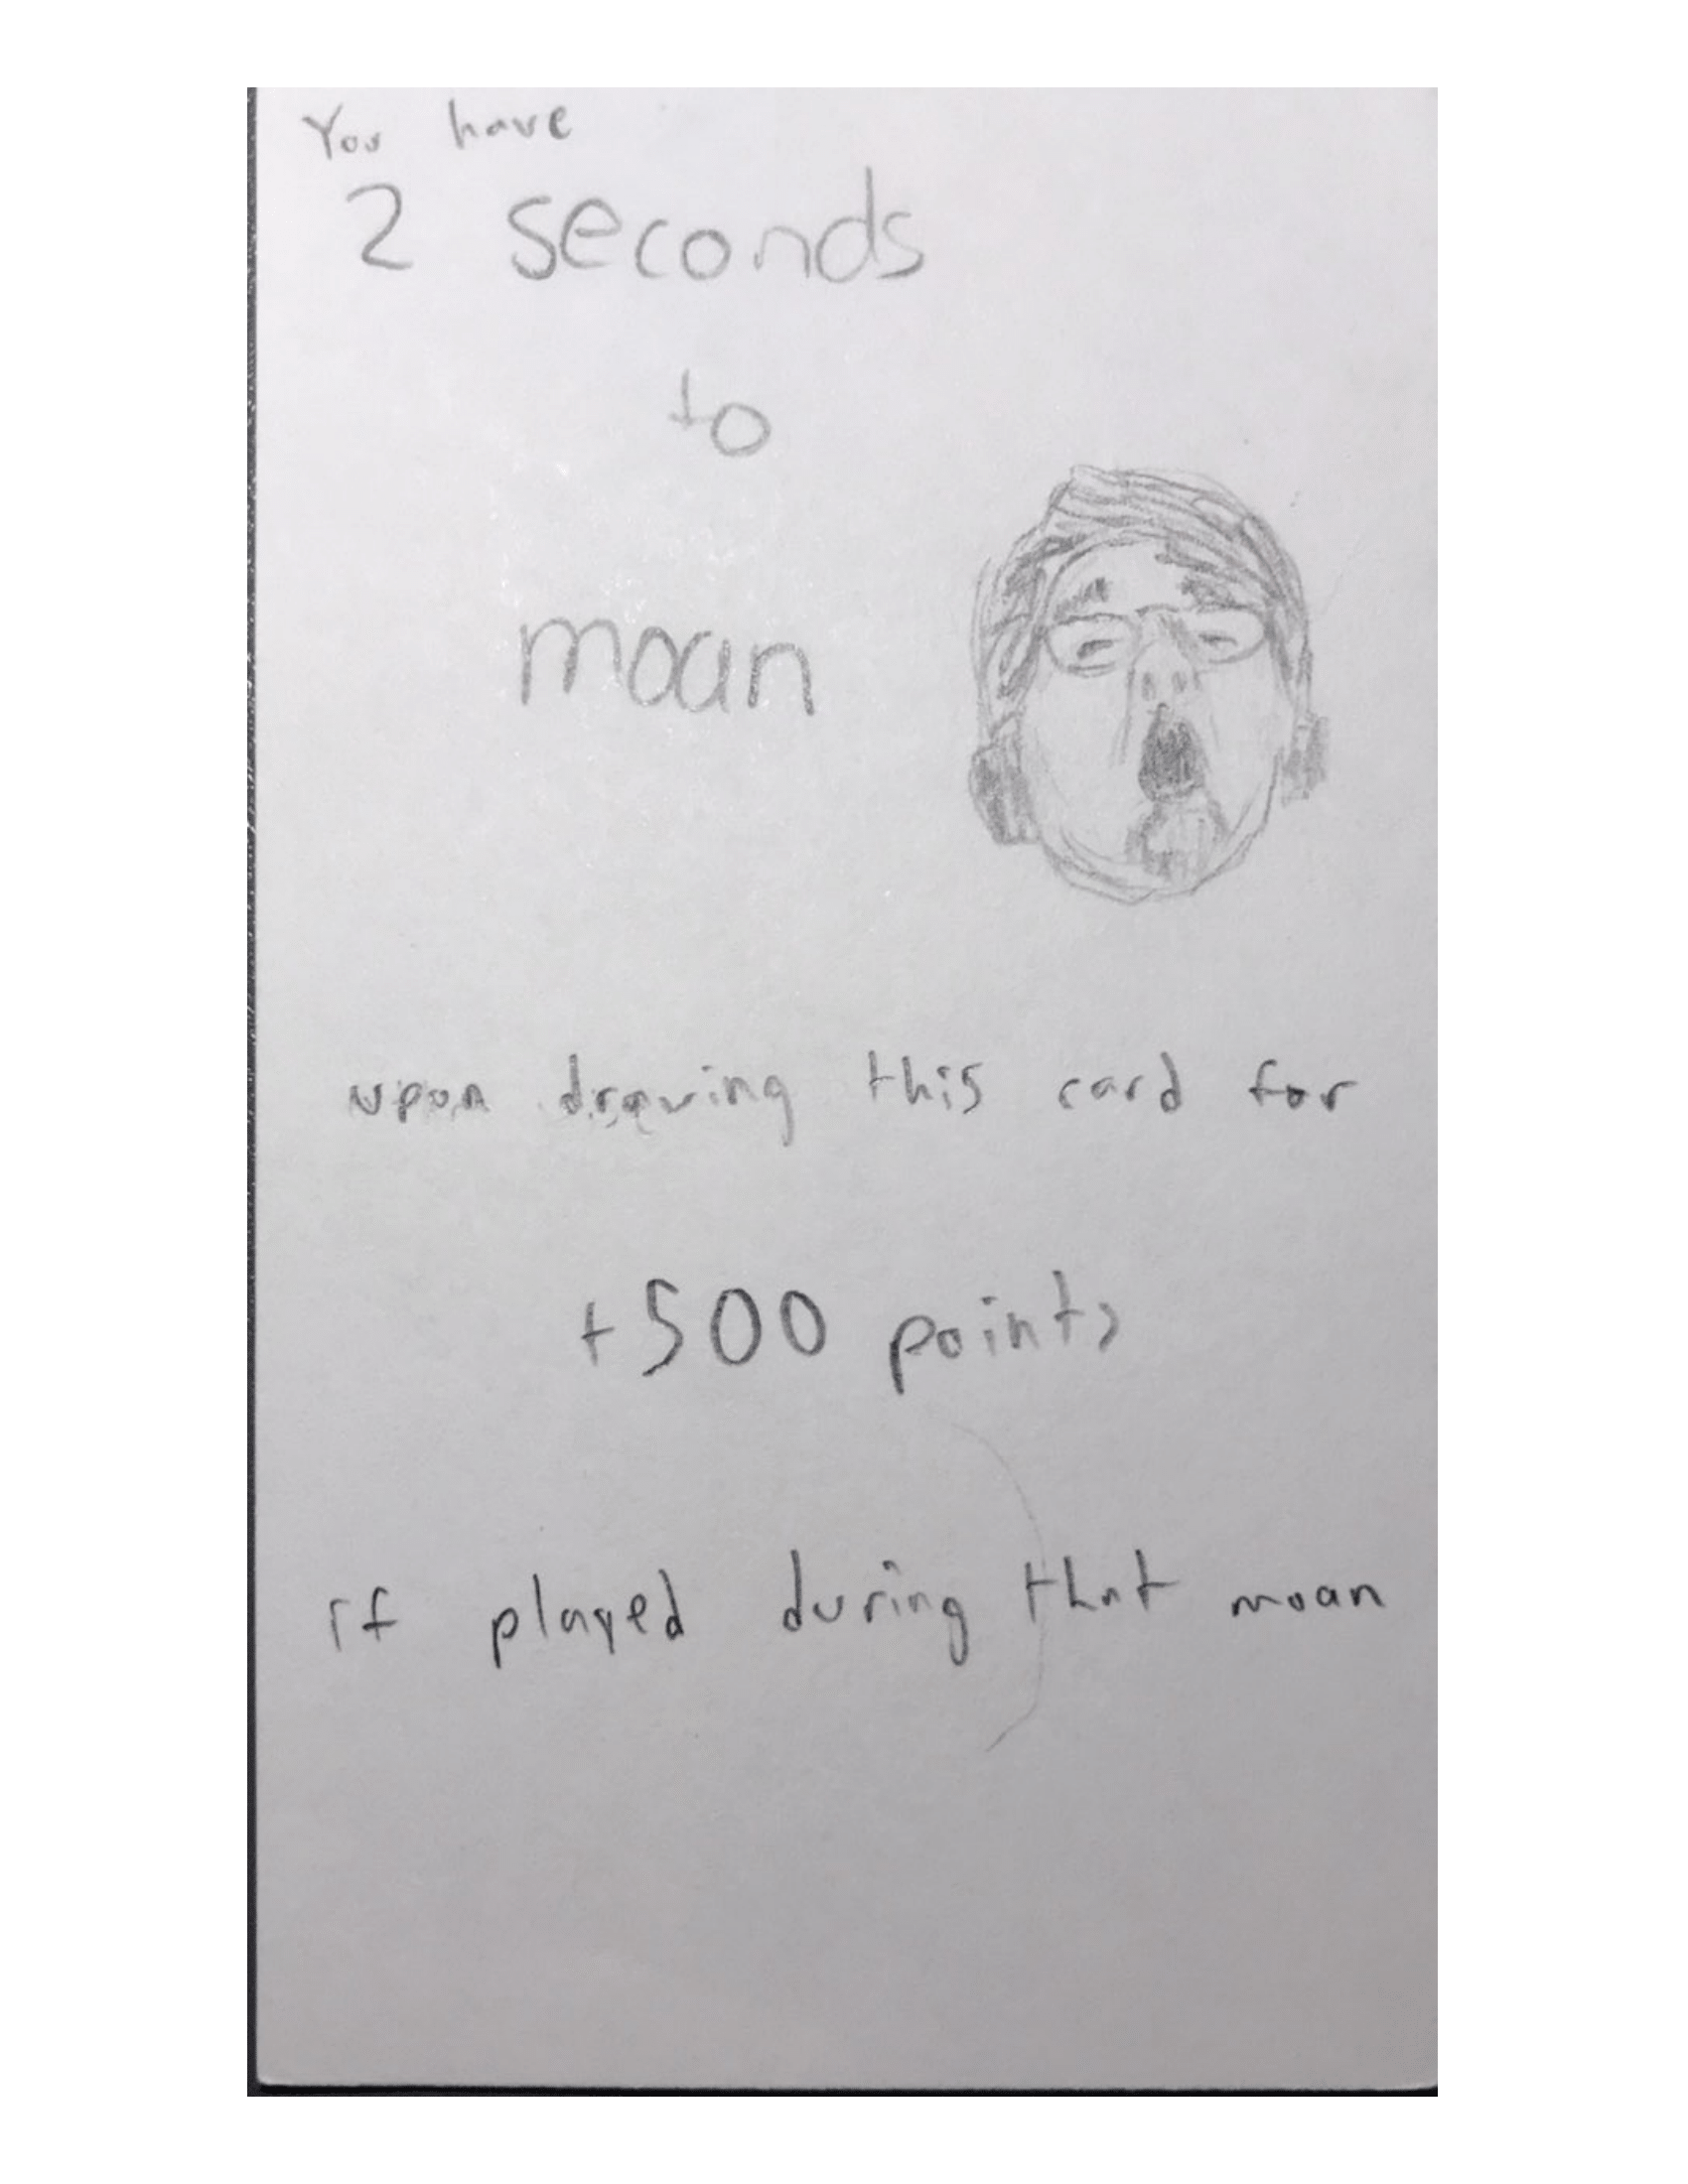 You have
2 seconds
to
moan
upon drawing this card for
+500 points
if played during that moan